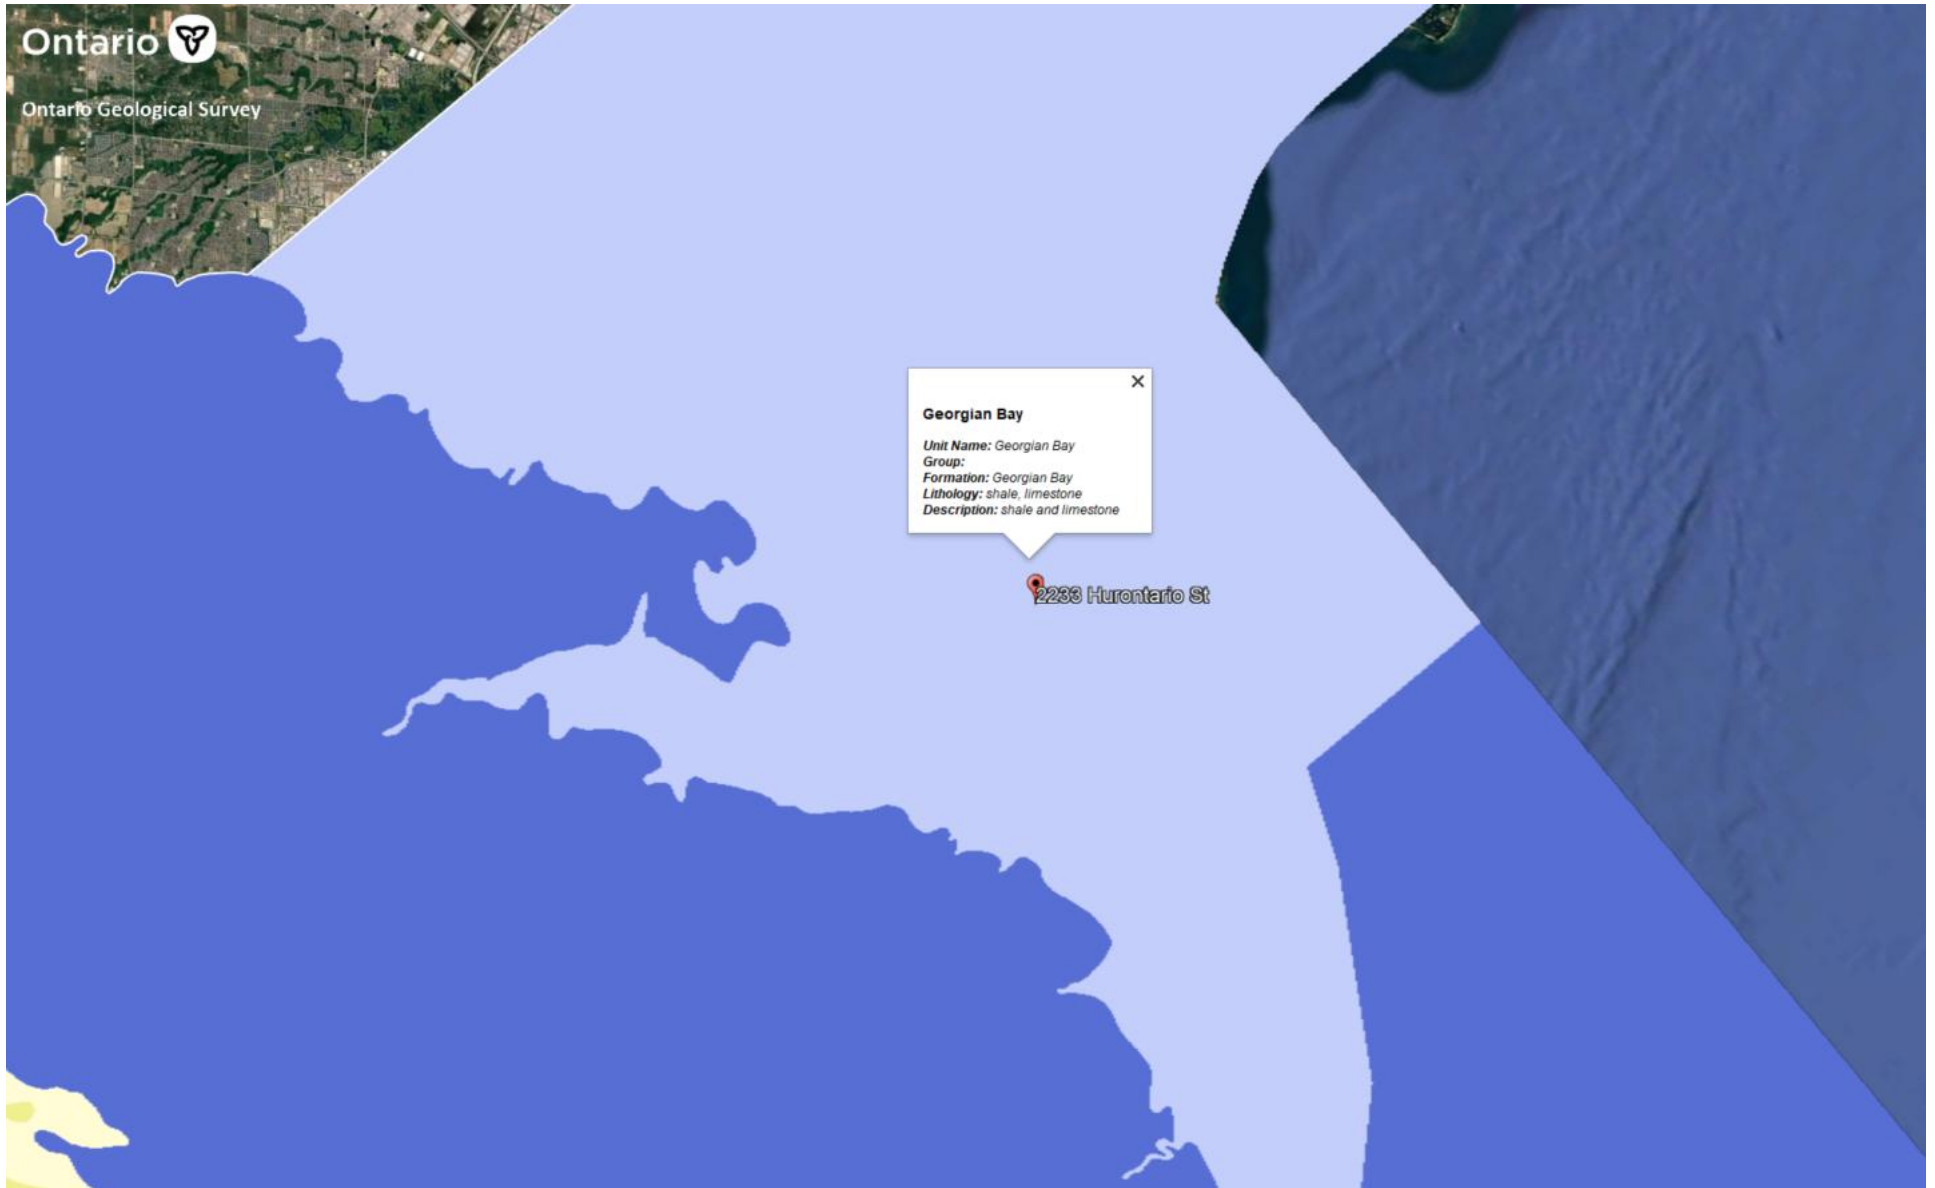 Ontario
Ontario Geological Survey
Georgian Bay
Unit Name: Georgian Bay
Group:
Formation: Georgian Bay
Lithology: shale, limestone
Description: shale and limestone
2233 Hurontario St